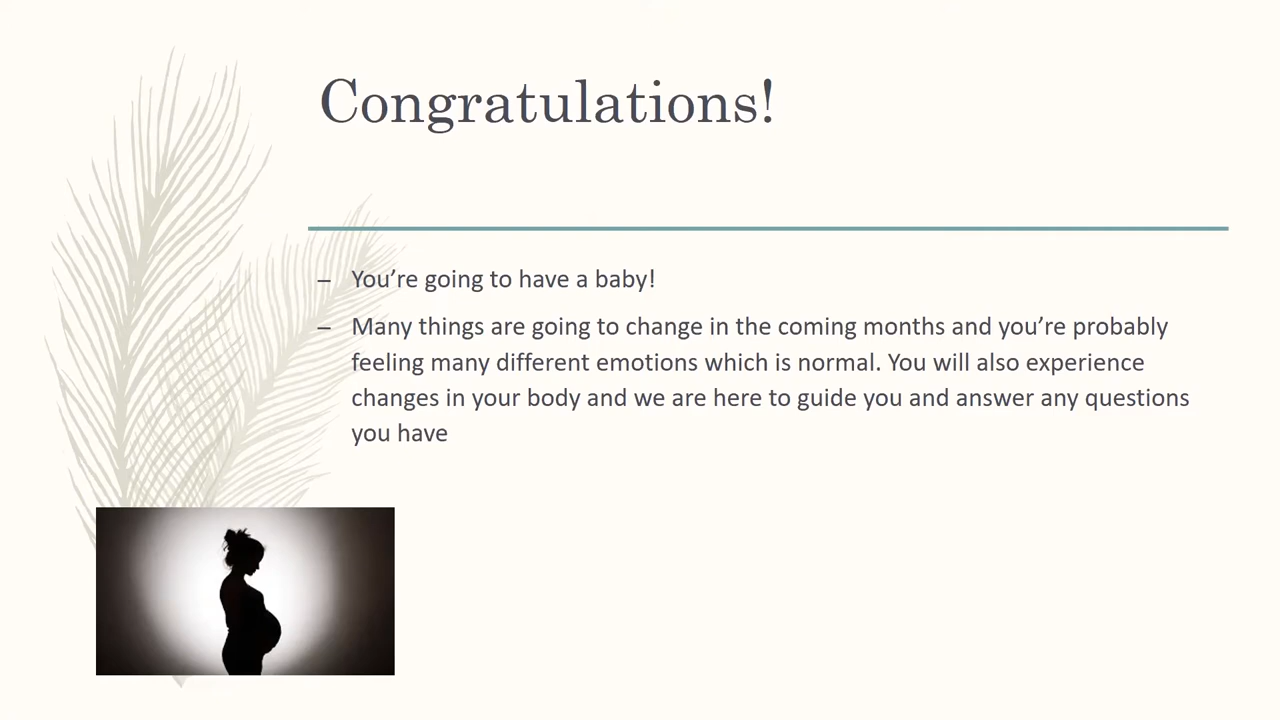 Congratulations!
– You’re going to have a baby!
– Many things are going to change in the coming months and you’re probably
feeling many different emotions which is normal. You will also experience
changes in your body and we are here to guide you and answer any questions
you have